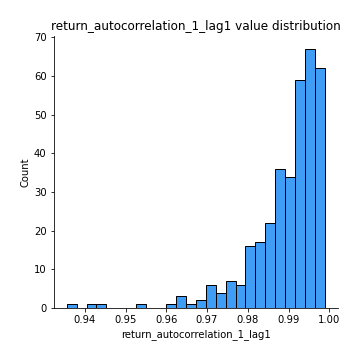 return_autocorrelation_1_lag1 value distribution
70
60
50
40
30
20
10
0
Count
0.94 0.95 0.96 0.97 0.98 0.99 1.00
return_autocorrelation_1_lag1